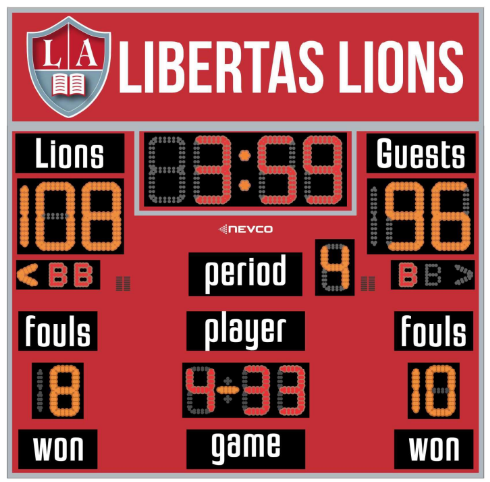 L A
LIBERTAS LIONS
Lions 3:59 Guests
108 96
NEVCO
< BB period 4 B B >
fouls player fouls
8 4-33 10
won game won